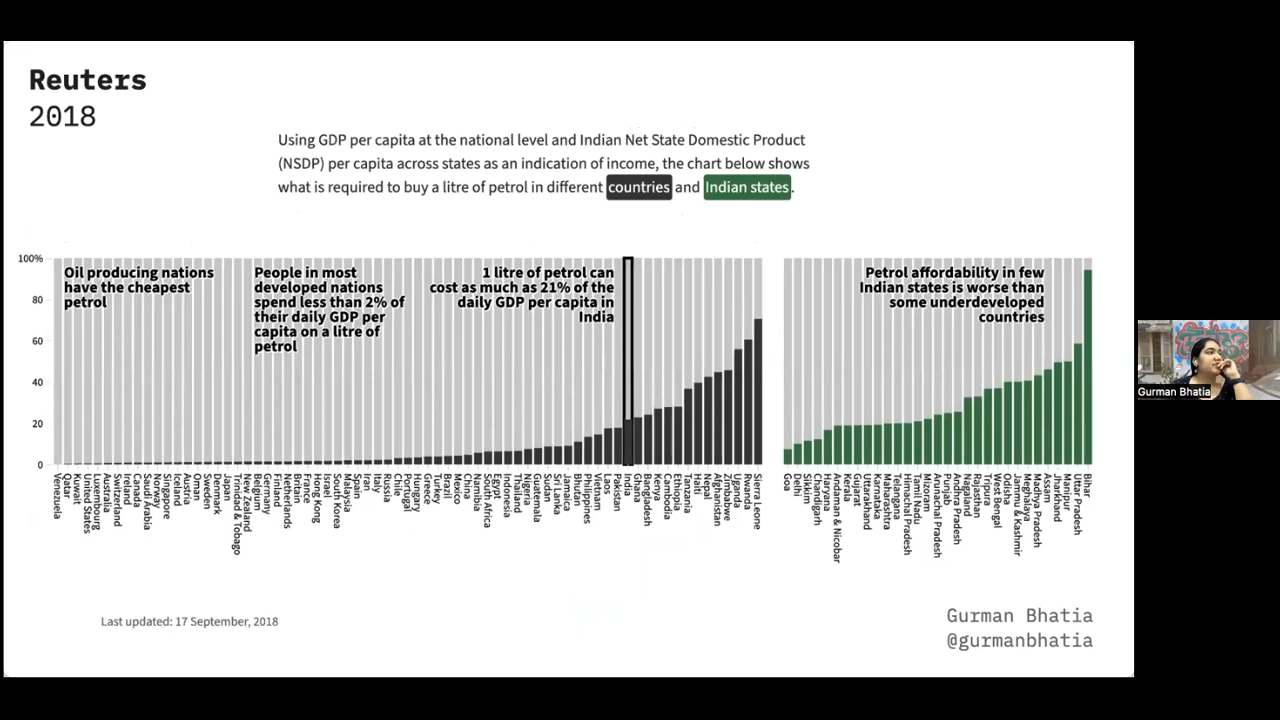 Reuters
2018
Using GDP per capita at the national level and Indian Net State Domestic Product
(NSDP) per capita across states as an indication of income, the chart below shows
what is required to buy a litre of petrol in different countries and Indian states.
100%
80
60
40
20
0
Oil producing nations
have the cheapest
petrol
People in most
developed nations
spend less than 2% of
their daily GDP per
capita on a litre of
petrol
1 litre of petrol can
cost as much as 21% of the
daily GDP per capita in
India
Petrol affordability in few
Indian states is worse than
some underdeveloped
countries
Venezuela
Qatar
Kuwait
United States
Luxembourg
Australia
Switzerland
Ireland
Canada
Saudi Arabia
Norway
Singapore
Iceland
Austria
Oman
Sweden
Denmark
Japan
Trinidad & Tobago
New Zealand
Belgium
Germany
Finland
Netherlands
Britain
France
Hong Kong
Israel
South Korea
Malaysia
Spain
Iran
Italy
Russia
Chile
Portugal
Hungary
Greece
Turkey
Brazil
Mexico
China
Namibia
South Africa
Egypt
Indonesia
Thailand
Nigeria
Guatemala
Sudan
Sri Lanka
Jamaica
Bhutan
Philippines
Vietnam
Laos
Pakistan
India
Ghana
Bangladesh
Kenya
Cambodia
Ethiopia
Tanzania
Haiti
Nepal
Afghanistan
Zimbabwe
Uganda
Rwanda
Sierra Leone
Goa
Delhi
Sikkim
Chandigarh
Haryana
Andaman & Nicobar
Kerala
Gujarat
Uttarakhand
Karnataka
Maharashtra
Telangana
Himachal Pradesh
Tamil Nadu
Mizoram
Arunachal Pradesh
Punjab
Andhra Pradesh
Nagaland
Rajasthan
Tripura
West Bengal
Odisha
Jammu & Kashmir
Meghalaya
Madhya Pradesh
Assam
Jharkhand
Manipur
Uttar Pradesh
Bihar
Last updated: 17 September, 2018
Gurman Bhatia
@gurmanbhatia
Gurman Bhatia